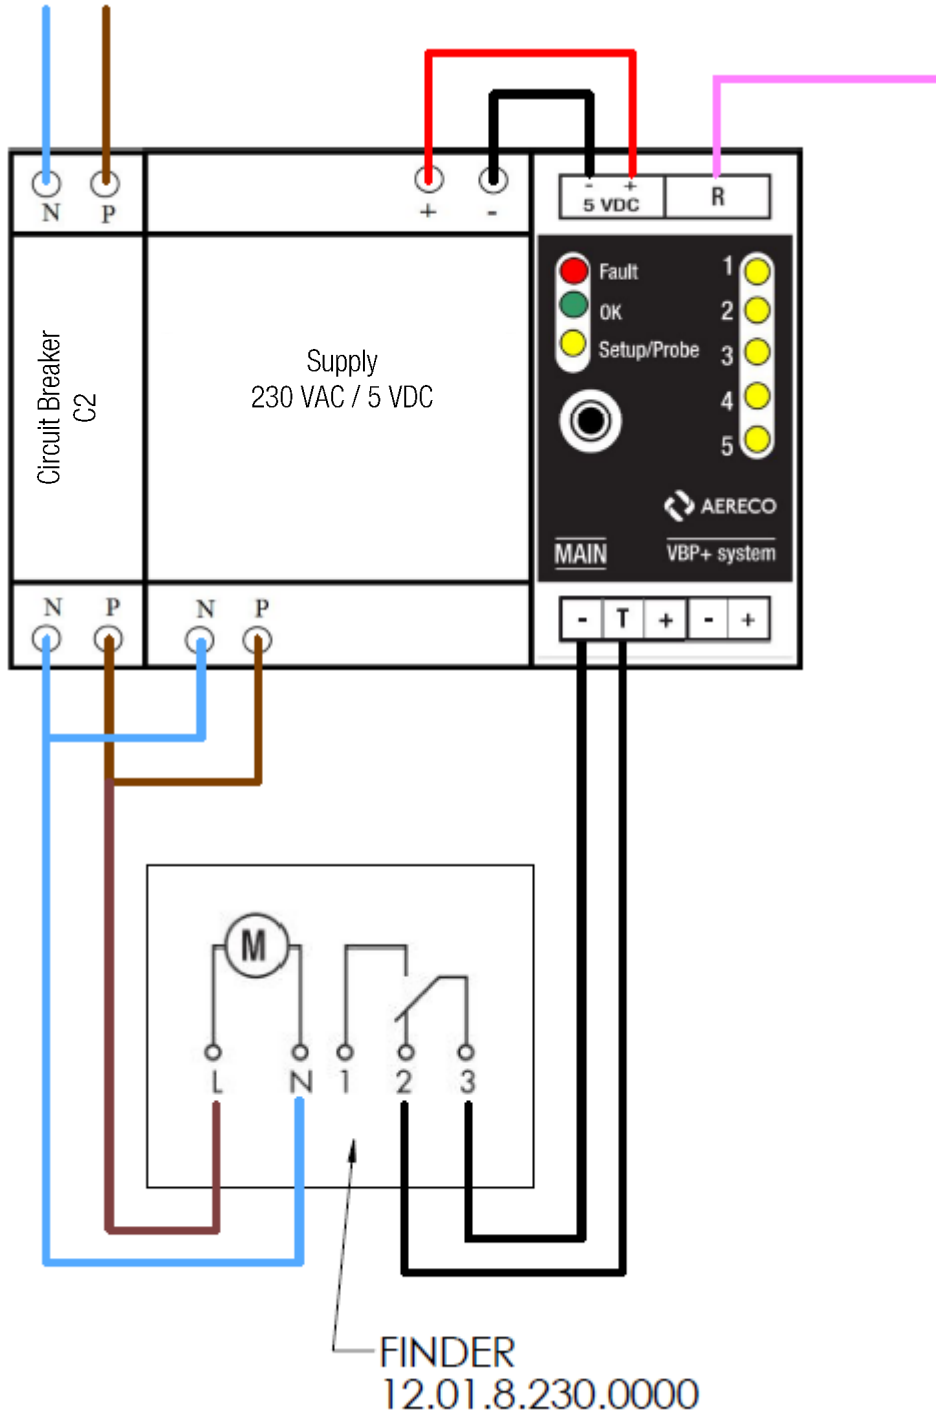 N P
+ -
- +
5 VDC
R
Circuit Breaker
C2
Supply
230 VAC / 5 VDC
Fault
OK
Setup/Probe
1
2
3
4
5
AERECO
MAIN
VBP+ system
N P
N P
- T + - +
M
L N 1 2 3
FINDER
12.01.8.230.0000